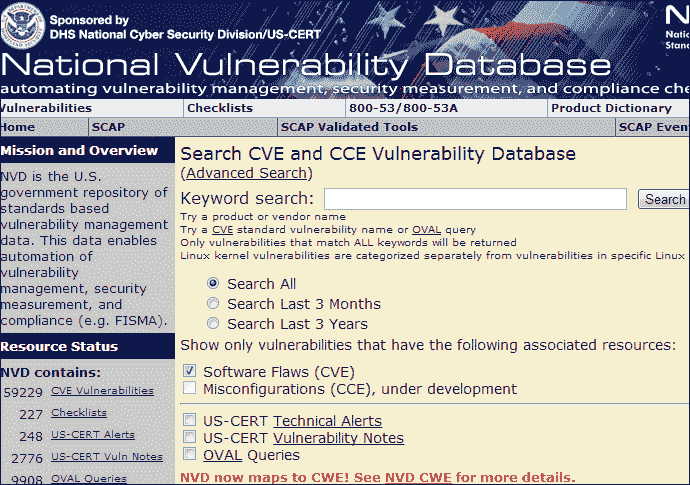 Sponsored by
DHS National Cyber Security Division/US-CERT
N
Natio
Stand
National Vulnerability Database
automating vulnerability management, security measurement, and compliance che
Vulnerabilities Checklists 800-53/800-53A Product Dictionary
Home SCAP SCAP Validated Tools SCAP Even
Mission and Overview
NVD is the U.S.
government repository of
standards based
vulnerability management
data. This data enables
automation of
vulnerability
management, security
measurement, and
compliance (e.g. FISMA).
Resource Status
NVD contains:
59229 CVE Vulnerabilities
227 Checklists
248 US-CERT Alerts
2776 US-CERT Vuln Notes
9908 OVAL Queries
Search CVE and CCE Vulnerability Database
(Advanced Search)
Keyword search: Search
Try a product or vendor name
Try a CVE standard vulnerability name or OVAL query
Only vulnerabilities that match ALL keywords will be returned
Linux kernel vulnerabilities are categorized separately from vulnerabilities in specific Linux
Search All
Search Last 3 Months
Search Last 3 Years
Show only vulnerabilities that have the following associated resources:
Software Flaws (CVE)
Misconfigurations (CCE), under development
US-CERT Technical Alerts
US-CERT Vulnerability Notes
OVAL Queries
NVD now maps to CWE! See NVD CWE for more details.